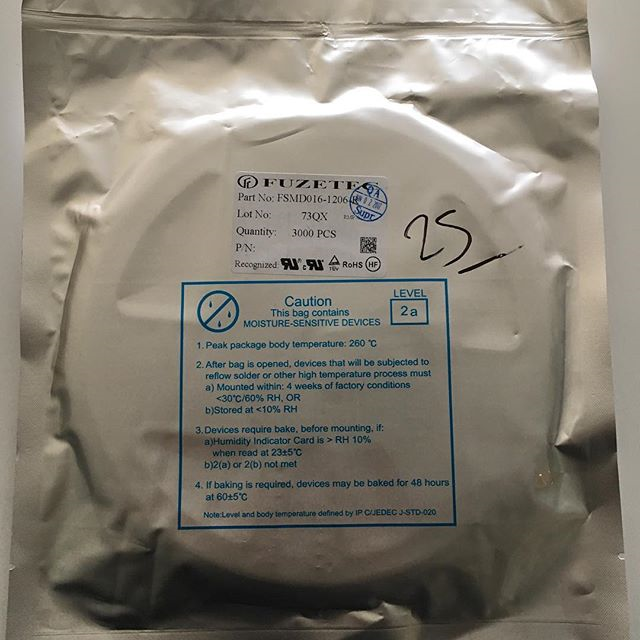 FUZETEC
Part No: FSMD016-1206-R
Lot No: 73QX
Quantity: 3000 PCS
P/N:
Recognized: RoHS HF
QA
Supr
25
Caution
This bag contains
MOISTURE-SENSITIVE DEVICES
LEVEL
2a
1. Peak package body temperature: 260 ℃
2. After bag is opened, devices that will be subjected to
reflow solder or other high temperature process must
a) Mounted within: 4 weeks of factory conditions
<30℃/60% RH, OR
b)Stored at <10% RH
3.Devices require bake, before mounting, if:
a)Humidity Indicator Card is > RH 10%
when read at 23±5℃
b)2(a) or 2(b) not met
4. If baking is required, devices may be baked for 48 hours
at 60±5℃
Note:Level and body temperature defined by IP C/JEDEC J-STD-020